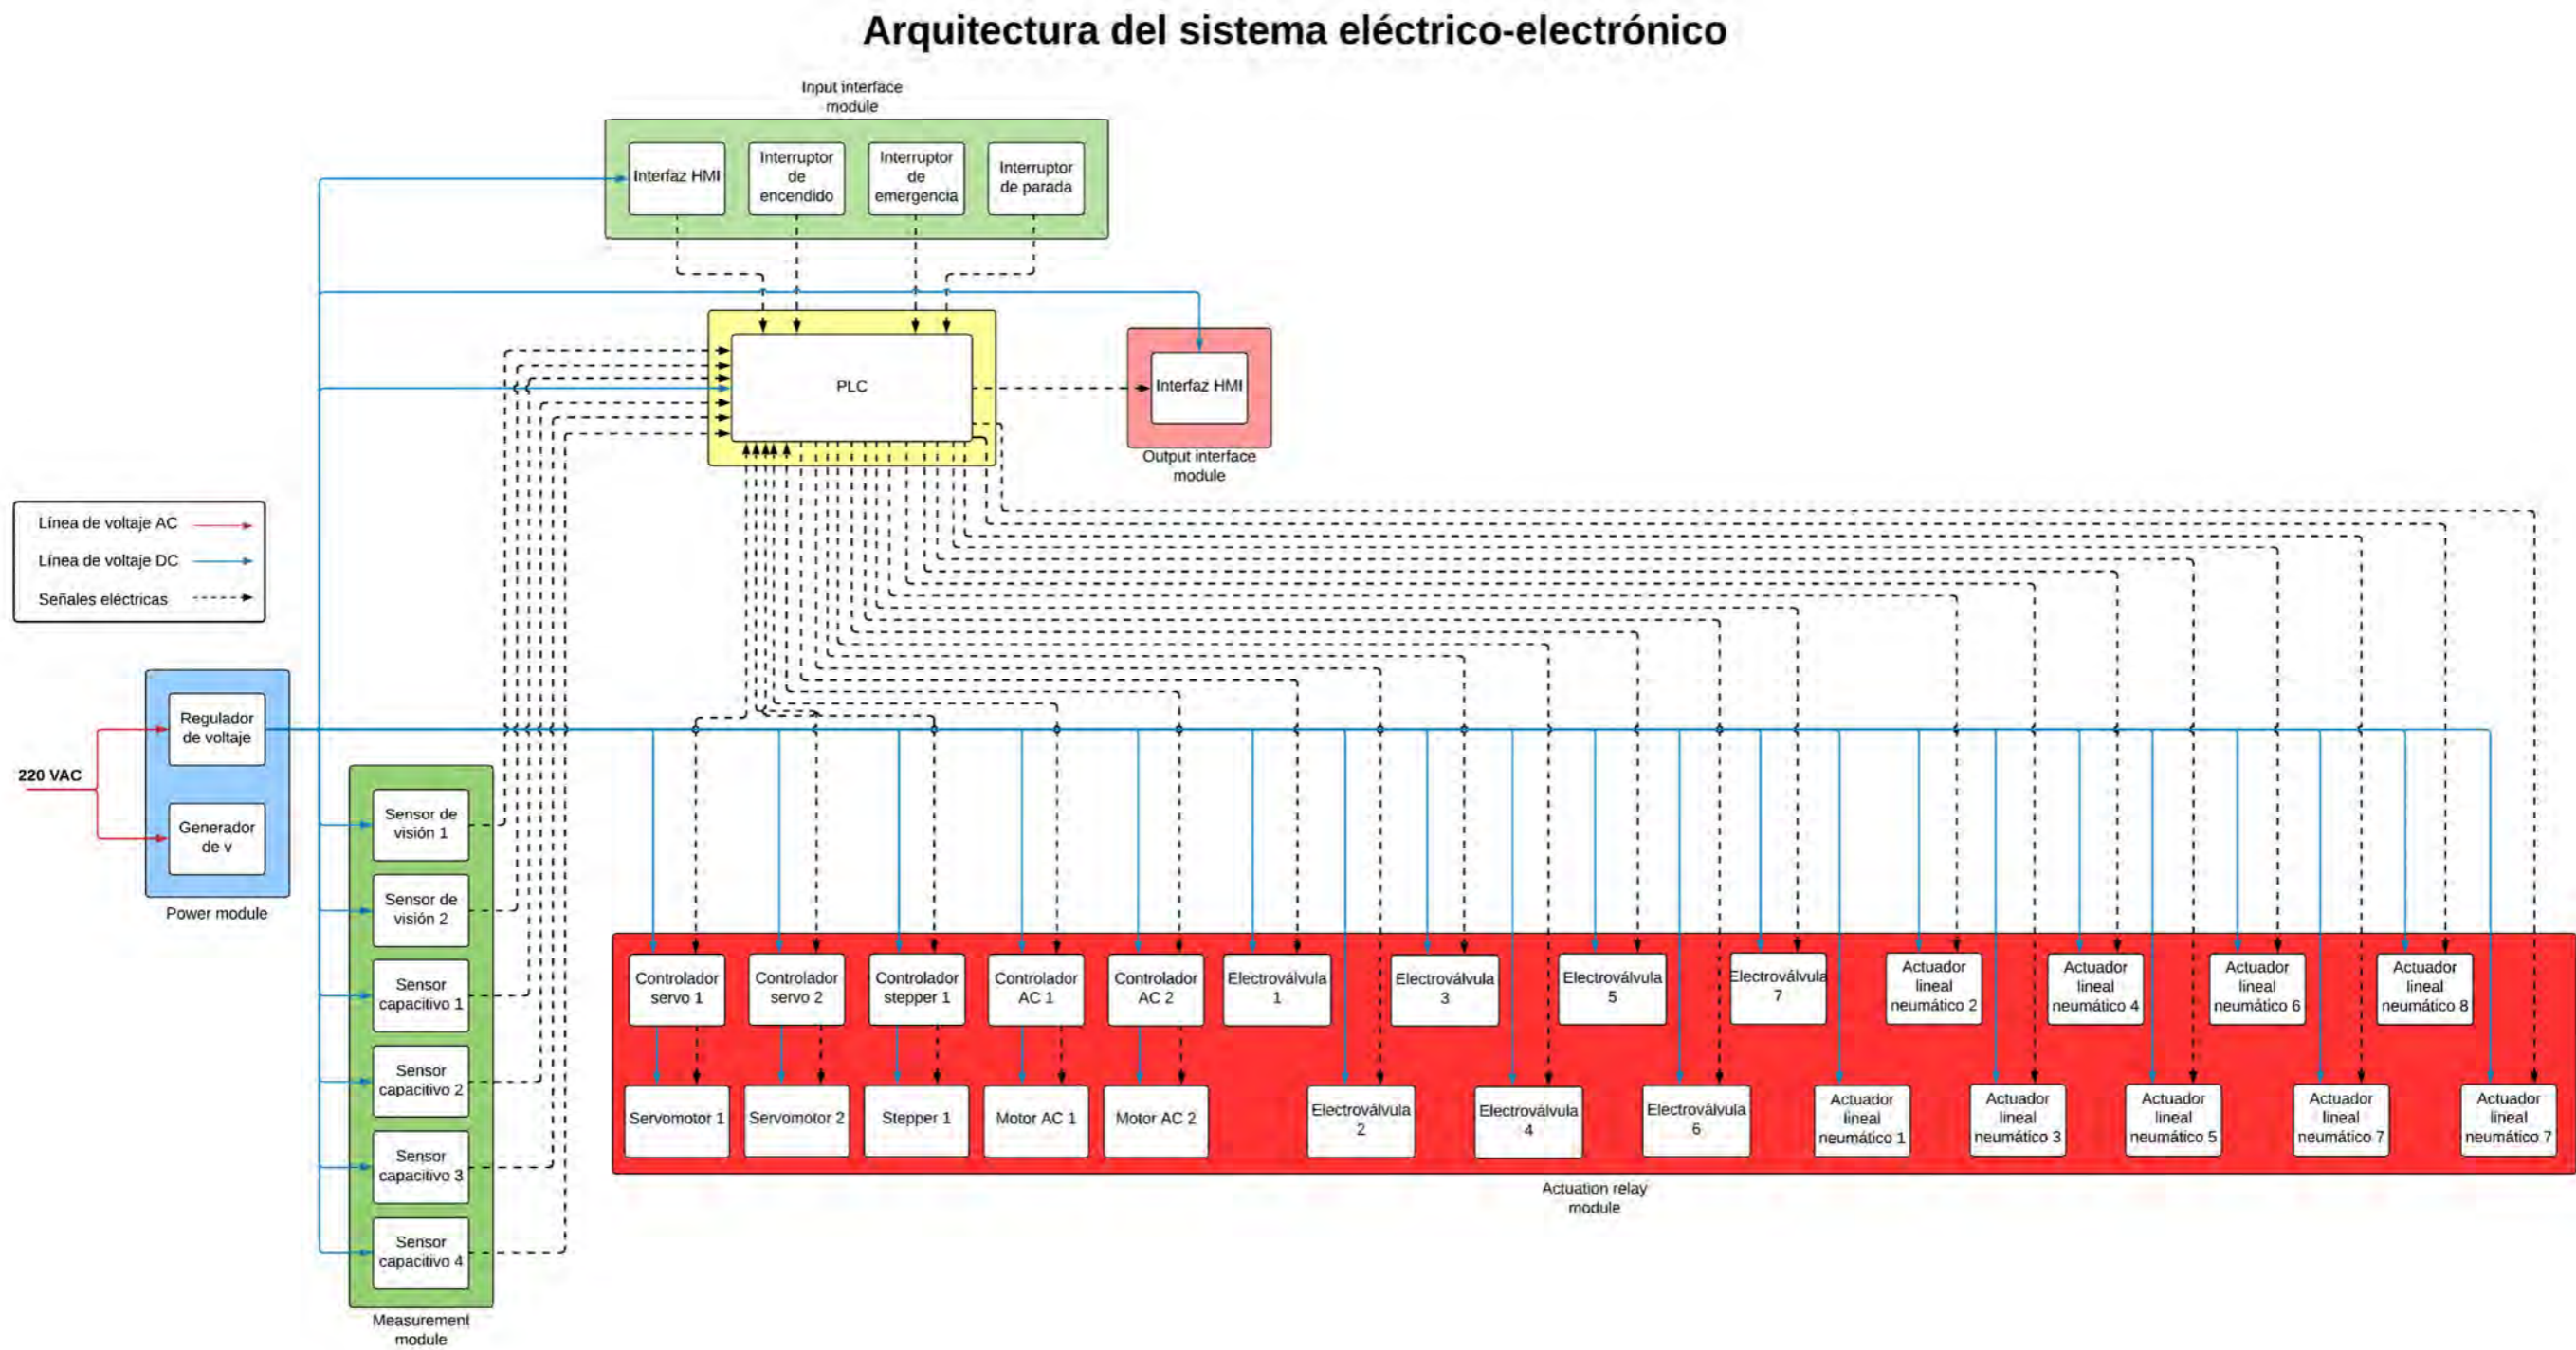 Arquitectura del sistema eléctrico-electrónico
Input interface
module
Interfaz HMI
Interruptor
de
encendido
Interruptor
de
emergencia
Interruptor
de parada
PLC
Interfaz HMI
Output interface
module
Línea de voltaje AC
Línea de voltaje DC
Señales eléctricas
Regulador
de voltaje
220 VAC
Generador
de v
Power module
Sensor de
visión 1
Sensor de
visión 2
Sensor
capacitivo 1
Sensor
capacitivo 2
Sensor
capacitivo 3
Sensor
capacitivo 4
Measurement
module
Controlador
servo 1
Controlador
servo 2
Controlador
stepper 1
Controlador
AC 1
Controlador
AC 2
Electroválvula
1
Electroválvula
3
Electroválvula
5
Electroválvula
7
Actuador
lineal
neumático 2
Actuador
lineal
neumático 4
Actuador
lineal
neumático 6
Actuador
lineal
neumático 8
Servomotor 1
Servomotor 2
Stepper 1
Motor AC 1
Motor AC 2
Electroválvula
2
Electroválvula
4
Electroválvula
6
Actuador
lineal
neumático 1
Actuador
lineal
neumático 3
Actuador
lineal
neumático 5
Actuador
lineal
neumático 7
Actuador
lineal
neumático 7
Actuation relay
module